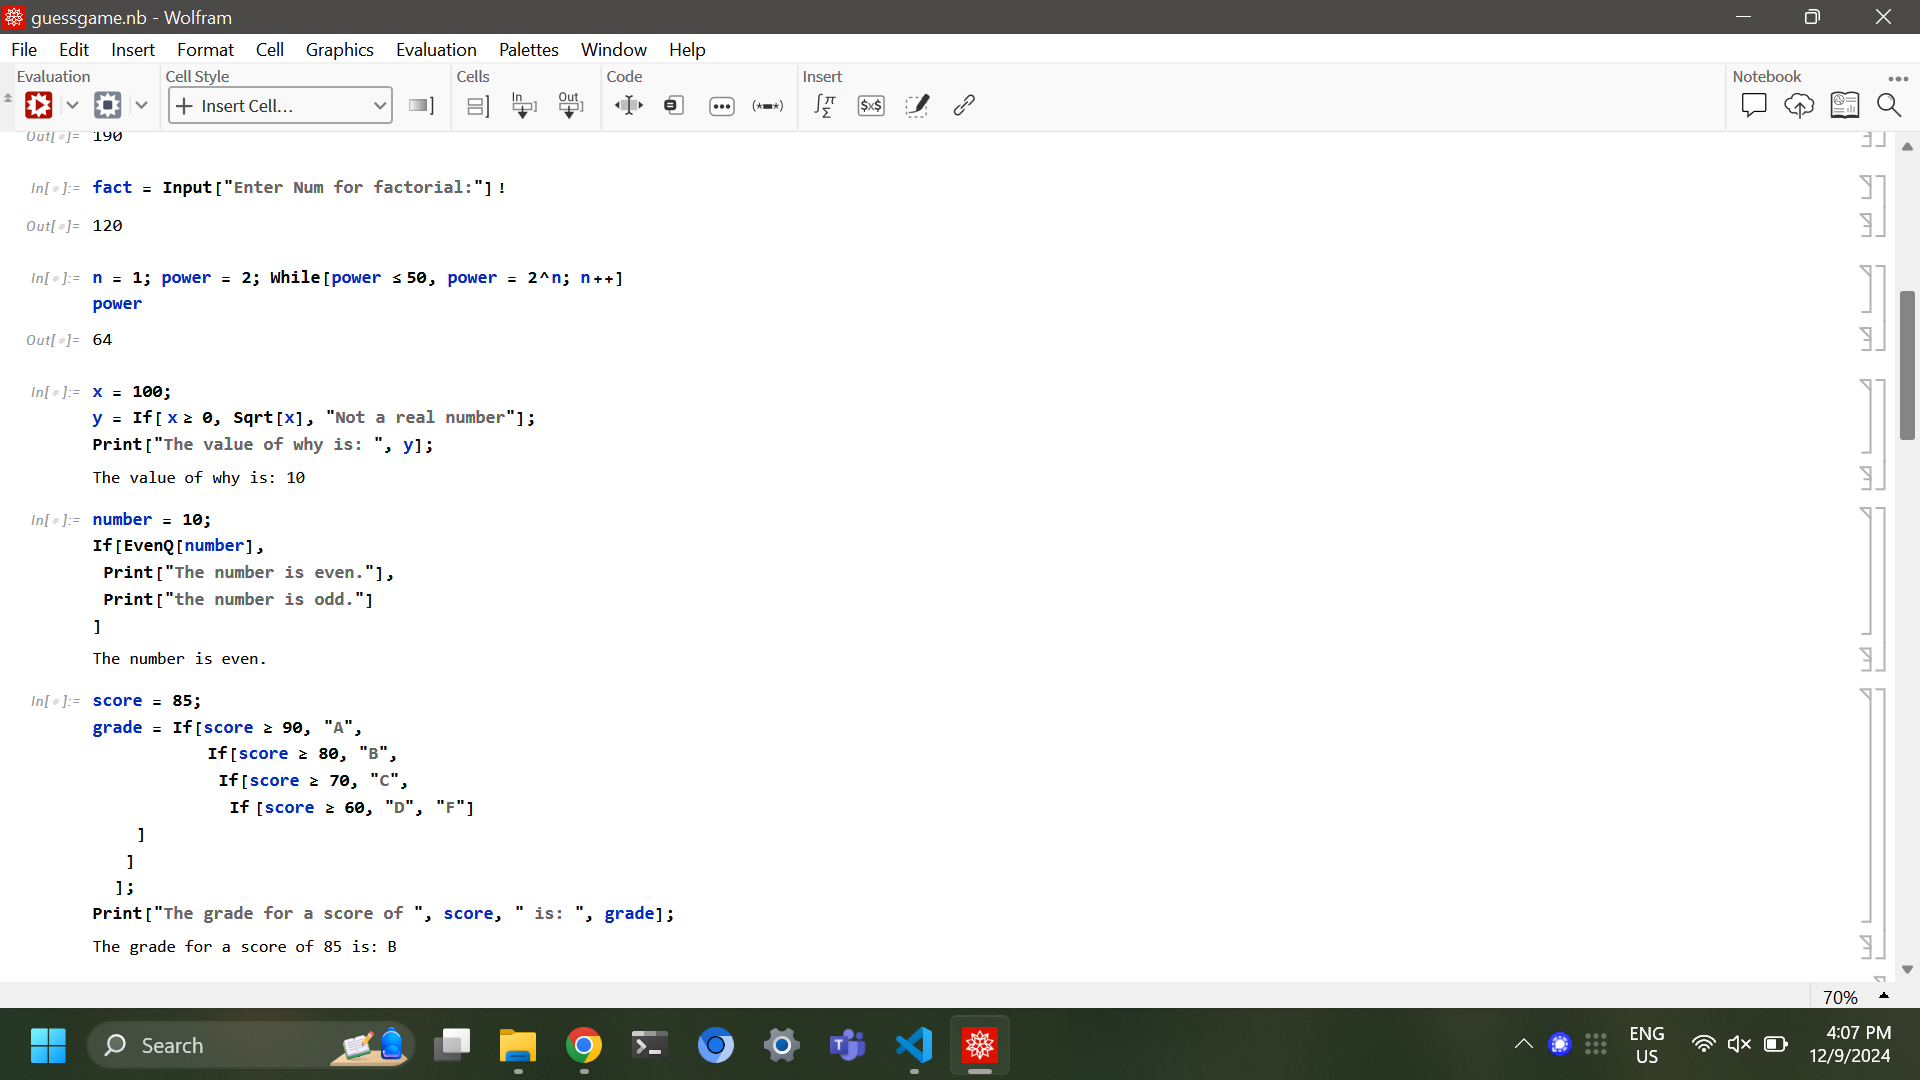 guessgame.nb - Wolfram
File Edit Insert Format Cell Graphics Evaluation Palettes Window Help
Evaluation Cell Style Cells Code Insert Notebook
Insert Cell...
In Out
190
In[ ]:= fact = Input["Enter Num for factorial:"]!
Out[ ]= 120
In[ ]:= n = 1; power = 2; While[power ≤ 50, power = 2^n; n++]
power
Out[ ]= 64
In[ ]:= x = 100;
y = If[ x ≥ 0, Sqrt[x], "Not a real number"];
Print["The value of why is: ", y];
The value of why is: 10
In[ ]:= number = 10;
If[EvenQ[number],
Print["The number is even."],
Print["the number is odd."]
]
The number is even.
In[ ]:= score = 85;
grade = If[score ≥ 90, "A",
If[score ≥ 80, "B",
If[score ≥ 70, "C",
If [score ≥ 60, "D", "F"]
]
]
];
Print["The grade for a score of ", score, " is: ", grade];
The grade for a score of 85 is: B
70%
Search
ENG
US
4:07 PM
12/9/2024